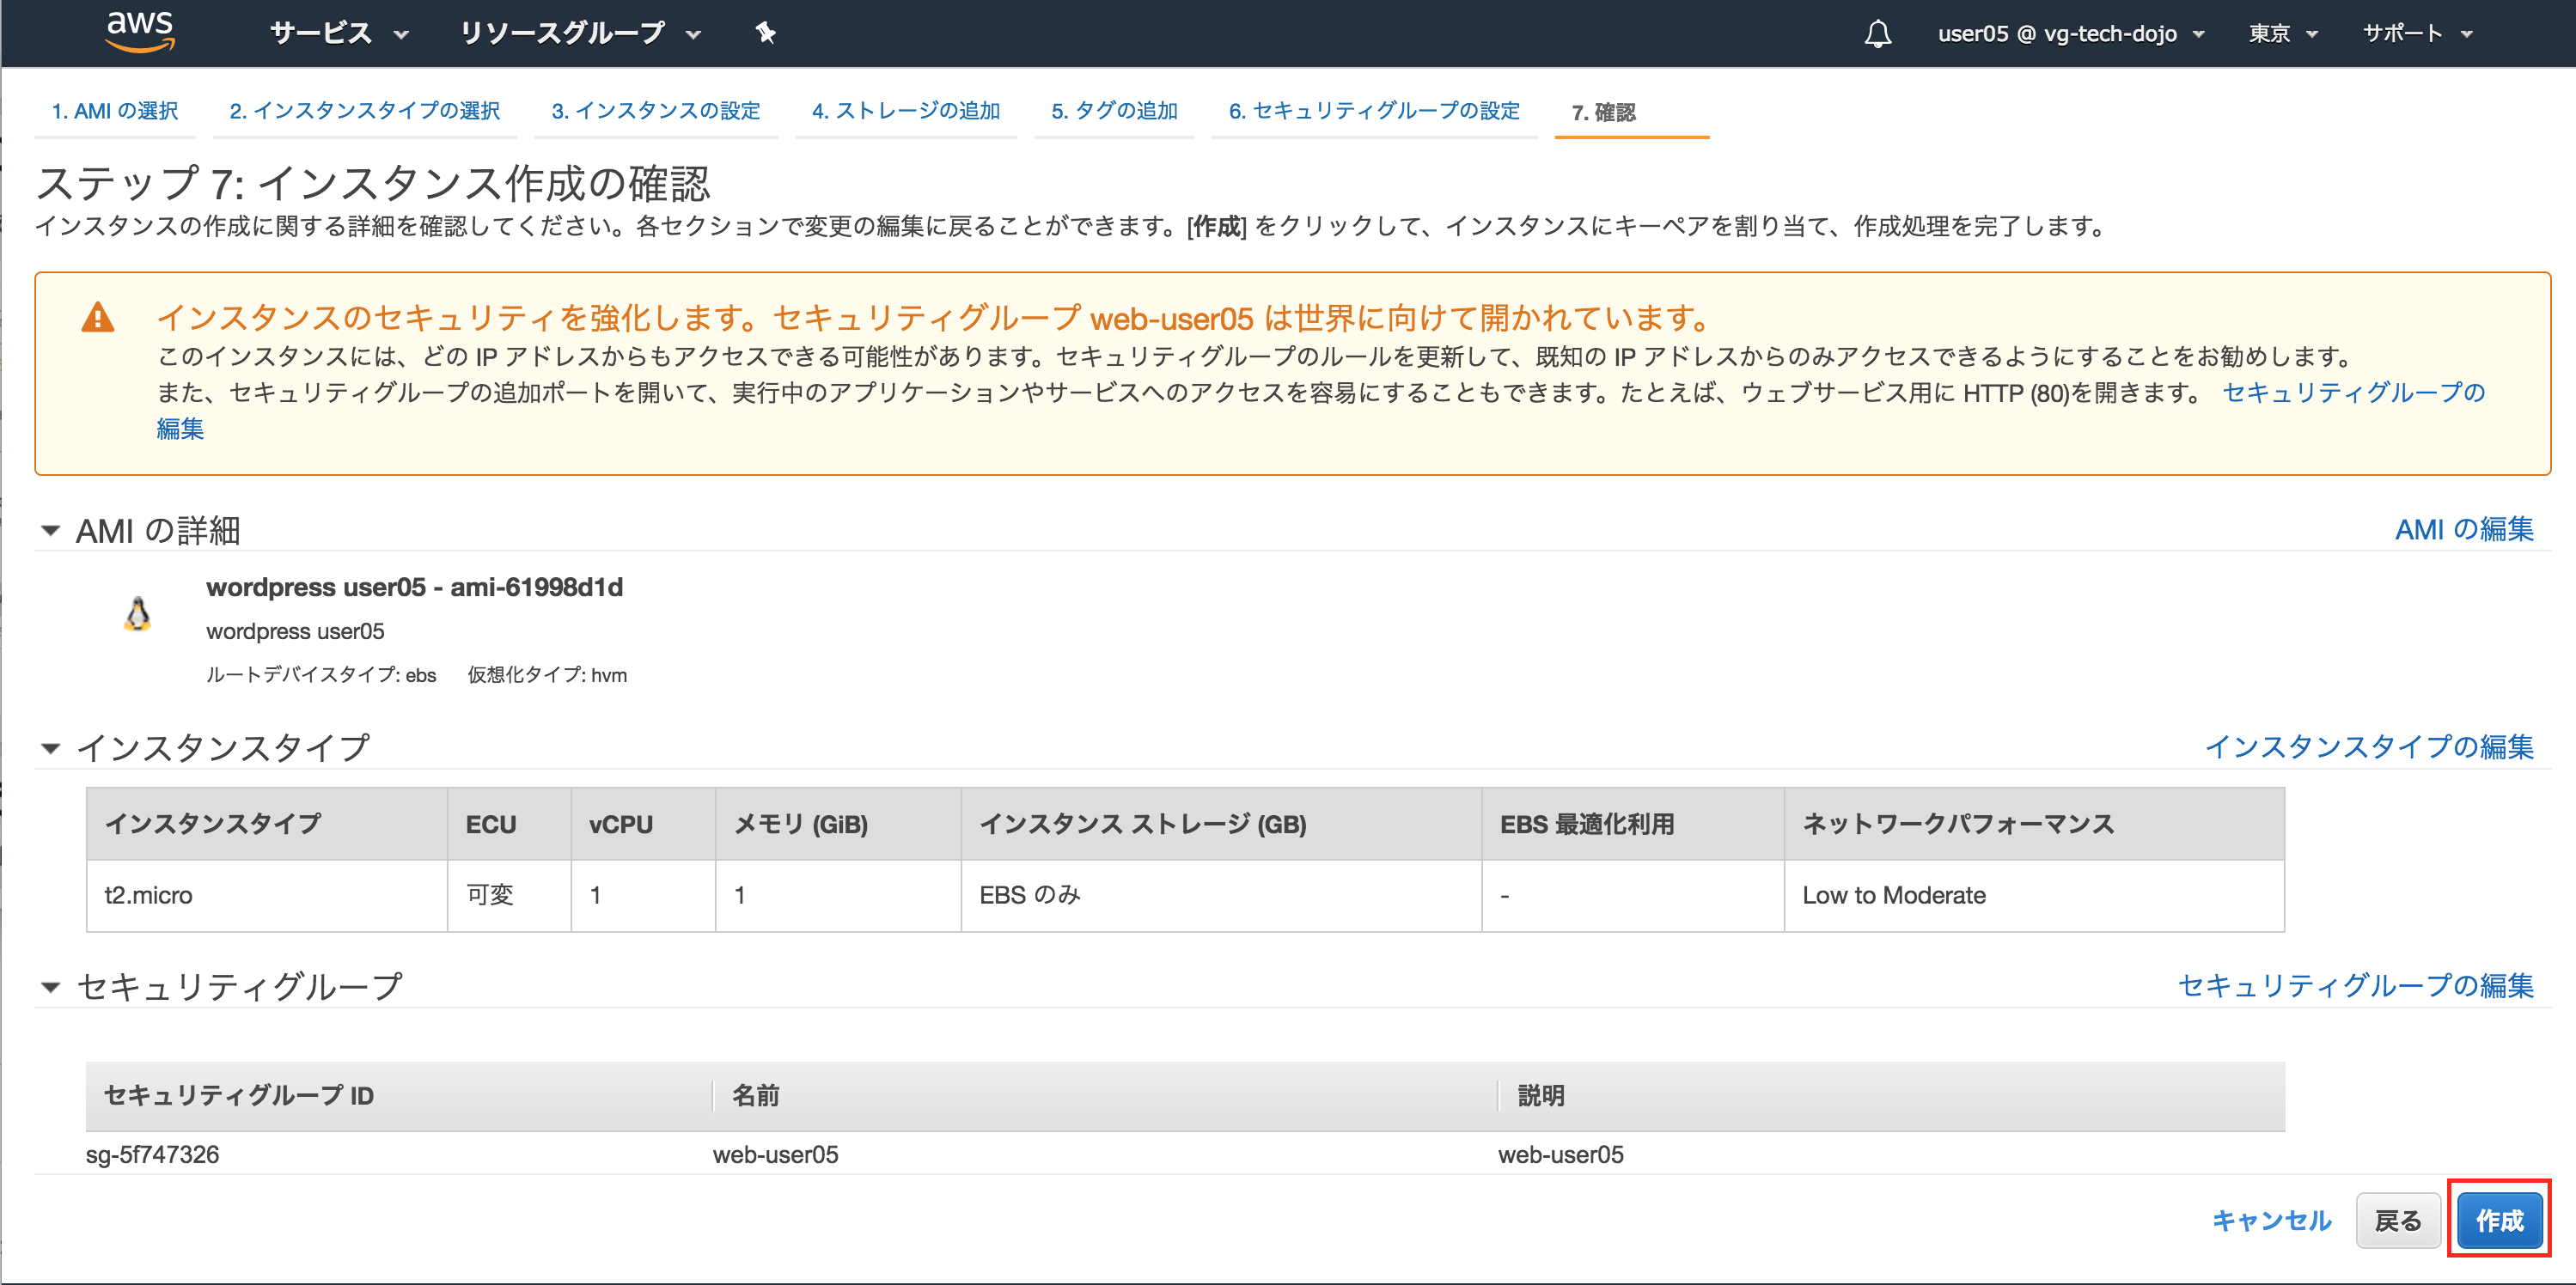 aws サービス リソースグループ user05 @ vg-tech-dojo 東京 サポート
1. AMI の選択 2. インスタンスタイプの選択 3. インスタンスの設定 4. ストレージの追加 5. タグの追加 6. セキュリティグループの設定 7. 確認
ステップ 7: インスタンス作成の確認
インスタンスの作成に関する詳細を確認してください。各セクションで変更の編集に戻ることができます。[作成] をクリックして、インスタンスにキーペアを割り当て、作成処理を完了します。
インスタンスのセキュリティを強化します。セキュリティグループ web-user05 は世界に向けて開かれています。
このインスタンスには、どの IP アドレスからもアクセスできる可能性があります。セキュリティグループのルールを更新して、既知の IP アドレスからのみアクセスできるようにすることをお勧めします。
また、セキュリティグループの追加ポートを開いて、実行中のアプリケーションやサービスへのアクセスを容易にすることもできます。たとえば、ウェブサービス用に HTTP (80)を開きます。 セキュリティグループの
編集
AMI の詳細 AMI の編集
wordpress user05 - ami-61998d1d
wordpress user05
ルートデバイスタイプ: ebs 仮想化タイプ: hvm
インスタンスタイプ インスタンスタイプの編集
インスタンスタイプ ECU vCPU メモリ (GiB) インスタンス ストレージ (GB) EBS 最適化利用 ネットワークパフォーマンス
t2.micro 可変 1 1 EBS のみ - Low to Moderate
セキュリティグループ セキュリティグループの編集
セキュリティグループ ID 名前 説明
sg-5f747326 web-user05 web-user05
キャンセル 戻る 作成